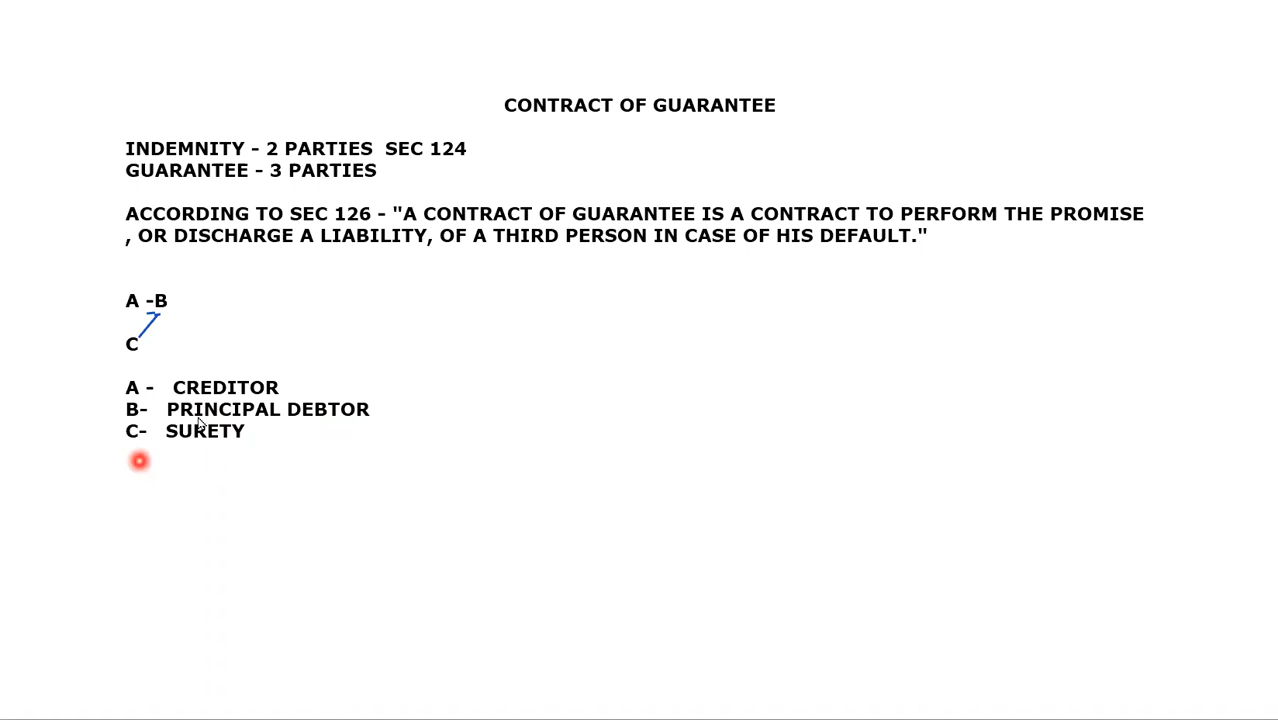 CONTRACT OF GUARANTEE
INDEMNITY - 2 PARTIES  SEC 124
GUARANTEE - 3 PARTIES
ACCORDING TO SEC 126 - "A CONTRACT OF GUARANTEE IS A CONTRACT TO PERFORM THE PROMISE
, OR DISCHARGE A LIABILITY, OF A THIRD PERSON IN CASE OF HIS DEFAULT."
A -B
C
A -   CREDITOR
B-   PRINCIPAL DEBTOR
C-   SURETY